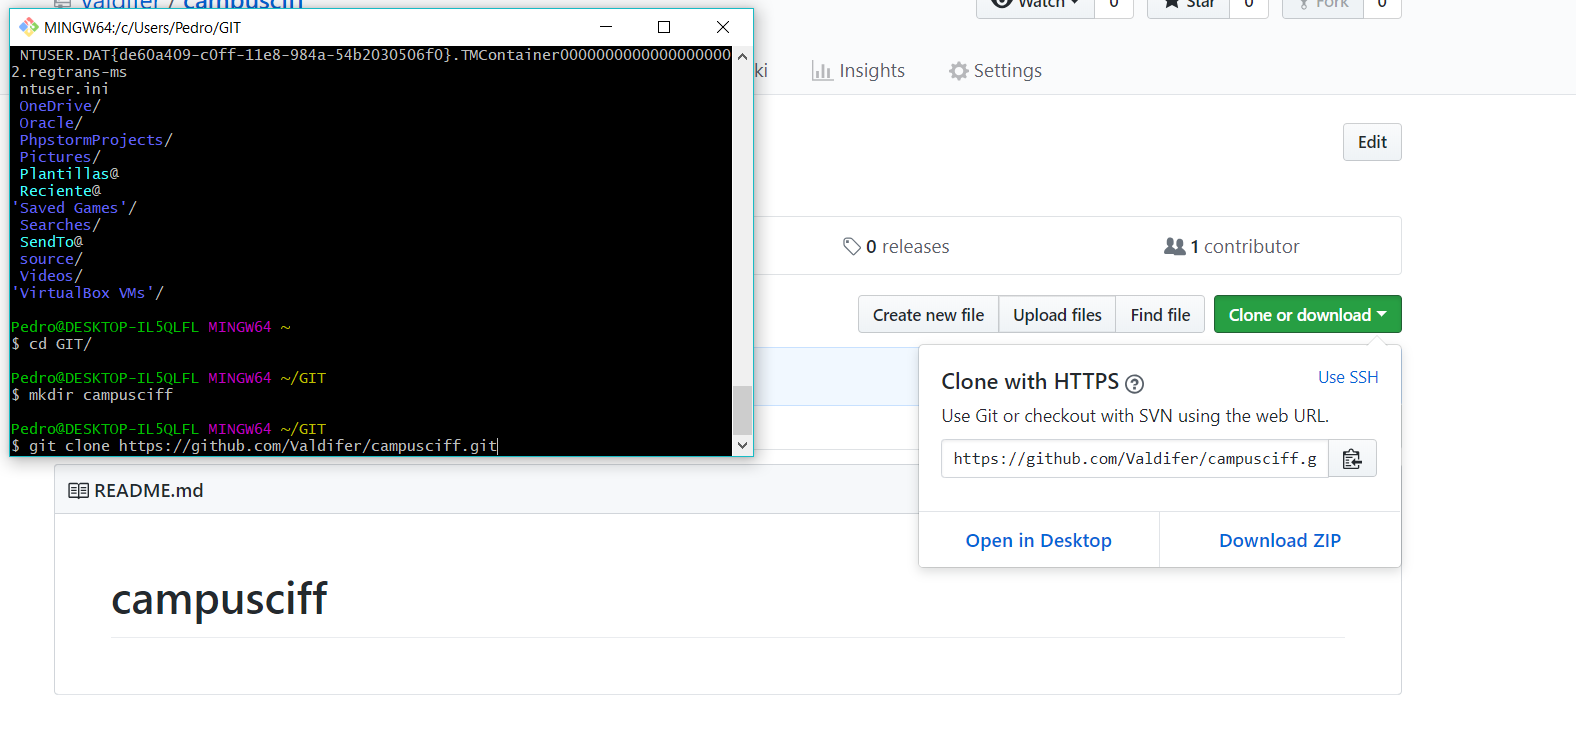 Valdifer / campusciff
Watch 0 Star 0 Fork 0
MINGW64:/c/Users/Pedro/GIT
NTUSER.DAT{de60a409-c0ff-11e8-984a-54b2030506f0}.TMContainer0000000000000000000
2.regtrans-ms
ntuser.ini
OneDrive/
Oracle/
PhpstormProjects/
Pictures/
Plantillas@
Reciente@
'Saved Games'/
Searches/
SendTo@
source/
Videos/
'VirtualBox VMs'/
Pedro@DESKTOP-IL5QLFL MINGW64 ~
$ cd GIT/
Pedro@DESKTOP-IL5QLFL MINGW64 ~/GIT
$ mkdir campusciff
Pedro@DESKTOP-IL5QLFL MINGW64 ~/GIT
$ git clone https://github.com/Valdifer/campusciff.git
ki Insights Settings
Edit
0 releases 1 contributor
Create new file Upload files Find file Clone or download
Clone with HTTPS ? Use SSH
Use Git or checkout with SVN using the web URL.
https://github.com/Valdifer/campusciff.g
Open in Desktop Download ZIP
README.md
campusciff